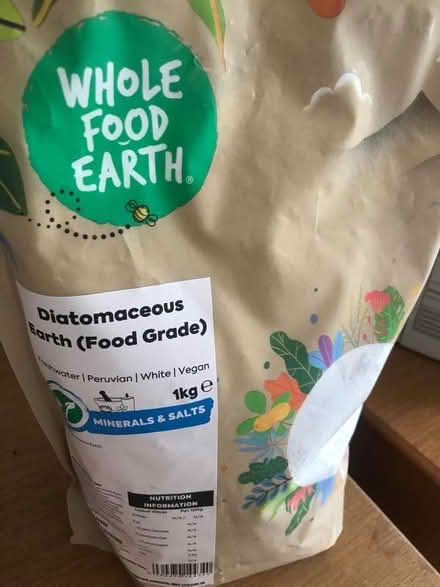 WHOLE
FOOD
EARTH®
Diatomaceous
Earth (Food Grade)
Freshwater | Peruvian | White | Vegan
1kg e
MINERALS & SALTS
NUTRITION
INFORMATION